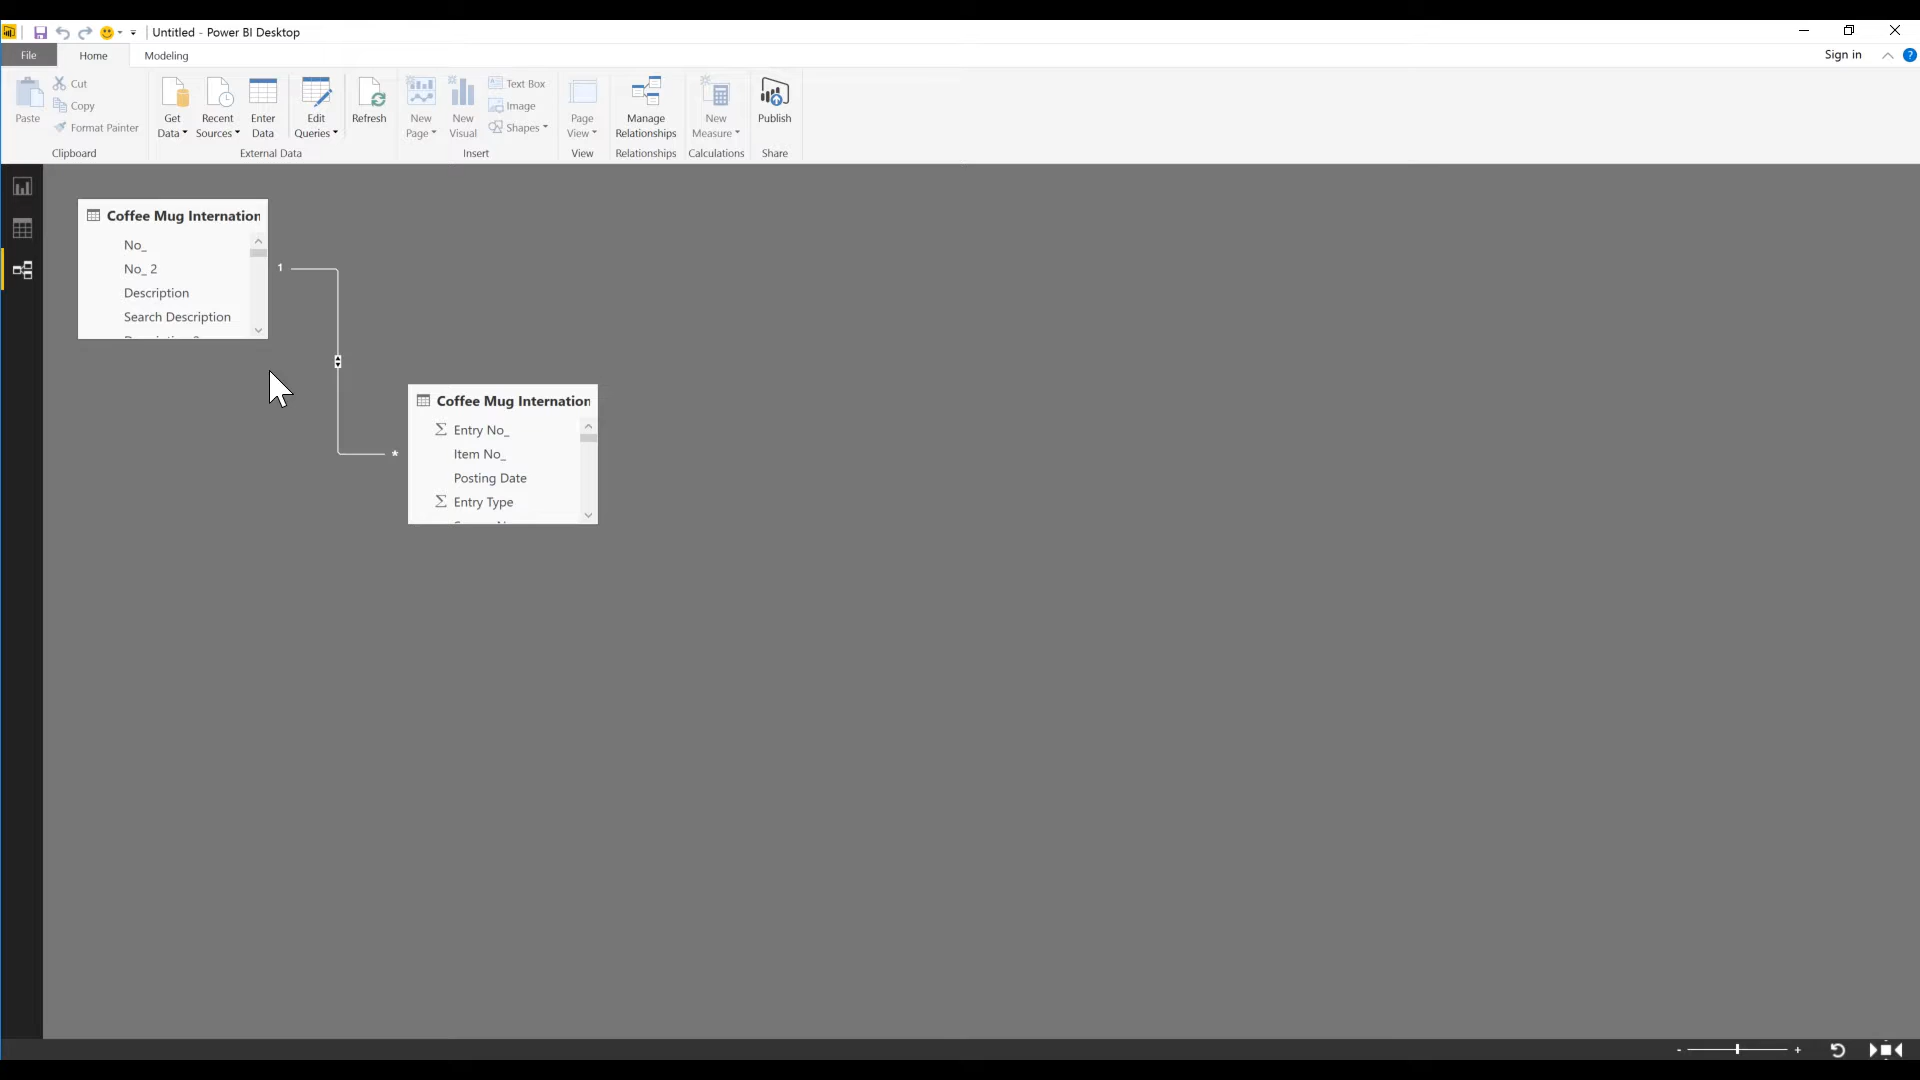 Untitled - Power BI Desktop
File
Home
Modeling
Sign in
?
Paste
Cut
Copy
Format Painter
Clipboard
Get
Data
Recent
Sources
Enter
Data
Edit
Queries
Refresh
External Data
New
Page
New
Visual
Text Box
Image
Shapes
Insert
Page
View
View
Manage
Relationships
Relationships
New
Measure
Calculations
Publish
Share
Coffee Mug Internation
No_
No_ 2
Description
Search Description
1
*
Coffee Mug Internation
Σ Entry No_
Item No_
Posting Date
Σ Entry Type
- +